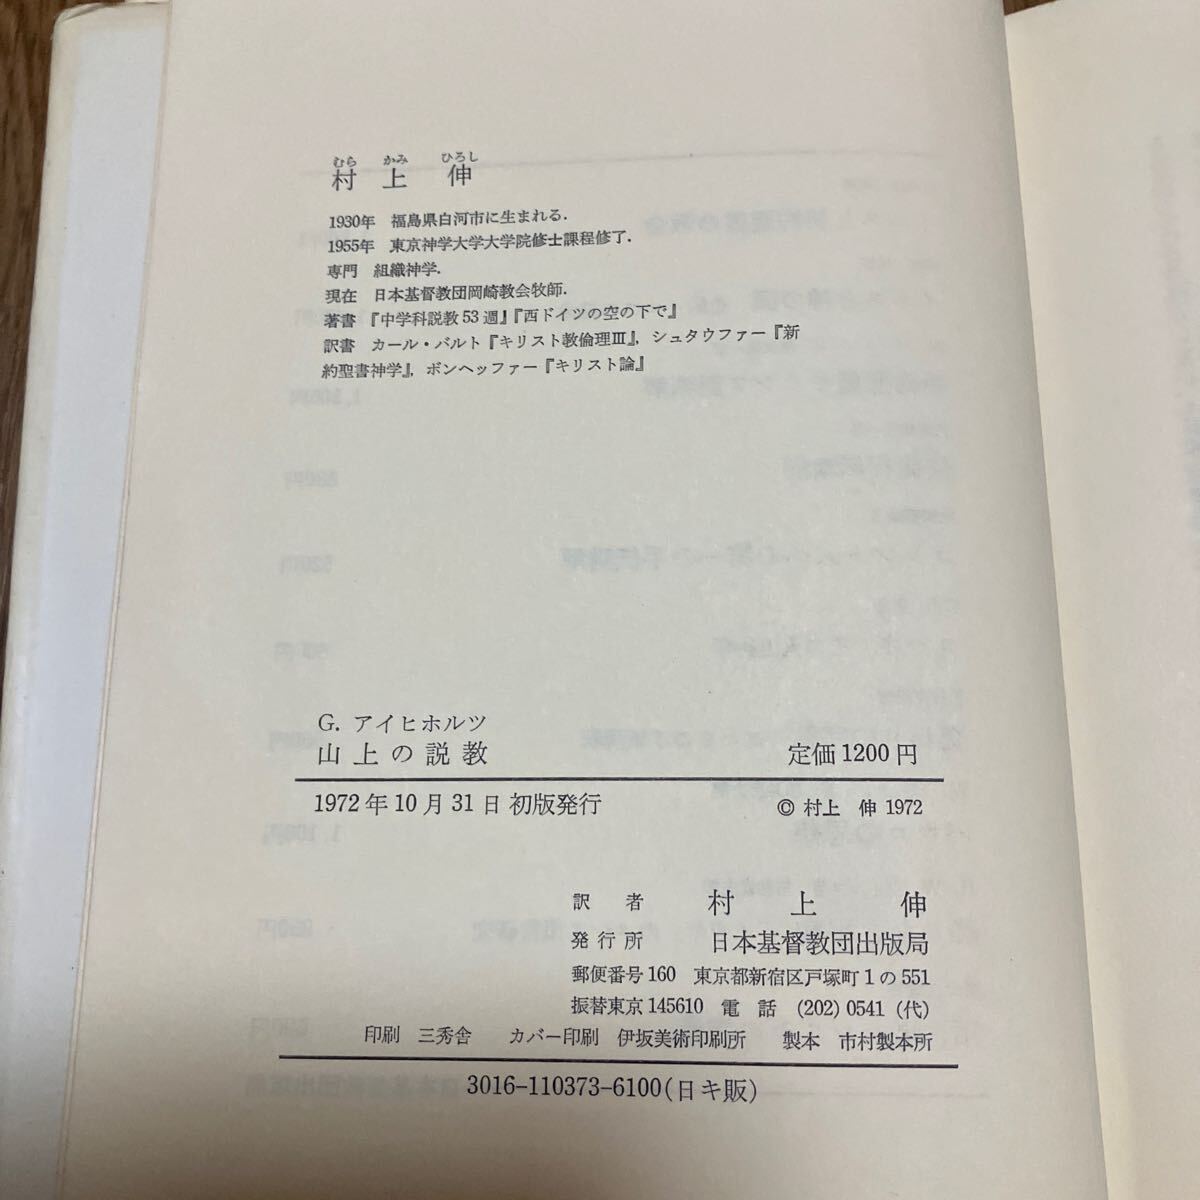 むら かみ ひろし
村 上 伸
1930年 福島県白河市に生まれる.
1955年 東京神学大学大学院修士課程修了.
専門 組織神学.
現在 日本基督教団岡崎教会牧師.
著書 『中学科説教53週』『西ドイツの空の下で』
訳書 カール・バルト『キリスト教倫理Ⅲ』, シュタウファー『新
約聖書神学』, ボンヘッファー『キリスト論』
G. アイヒホルツ
山上の説教 定価1200円
1972年10月31日 初版発行 © 村上 伸 1972
訳 者 村 上 伸
発行所 日本基督教団出版局
郵便番号160 東京都新宿区戸塚町1の551
振替東京145610 電 話 (202) 0541 (代)
印刷 三秀舎 カバー印刷 伊坂美術印刷所 製本 市村製本所
3016-110373-6100(日キ販)